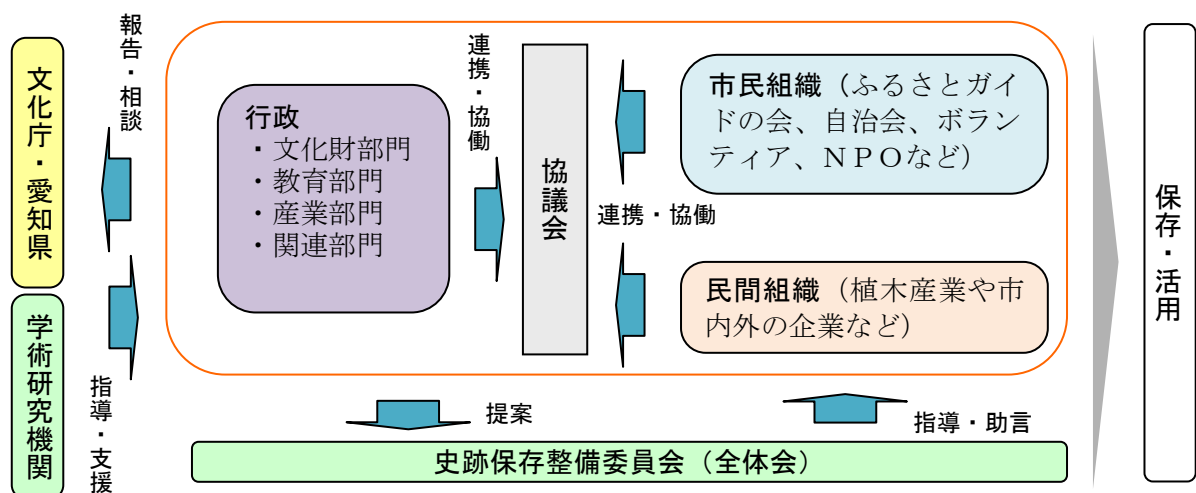 文化庁・愛知県
学術研究機関
報告・相談
指導・支援
行政
・文化財部門
・教育部門
・産業部門
・関連部門
連携・協働
協議会
連携・協働
市民組織（ふるさとガイ
ドの会、自治会、ボラン
ティア、ＮＰＯなど）
民間組織（植木産業や市
内外の企業など）
提案
指導・助言
史跡保存整備委員会（全体会）
保存・活用